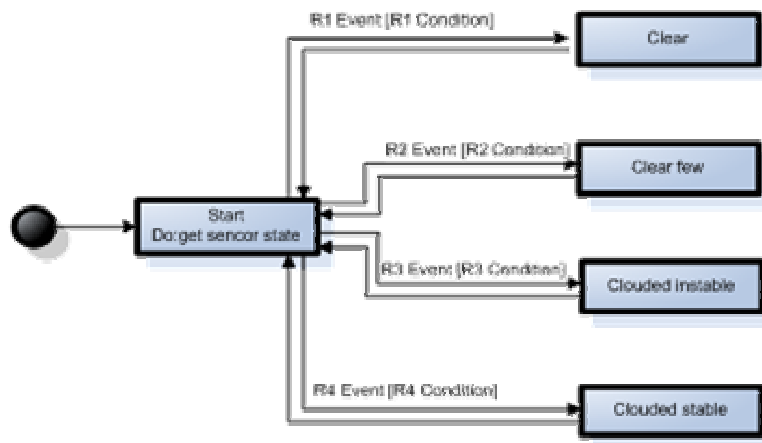 R1 Event [R1 Condition]
Clear
R2 Event [R2 Condition]
Clear few
Start
Do:get sencor state
R3 Event [R3 Condition]
Clouded instable
R4 Event [R4 Condition]
Clouded stable